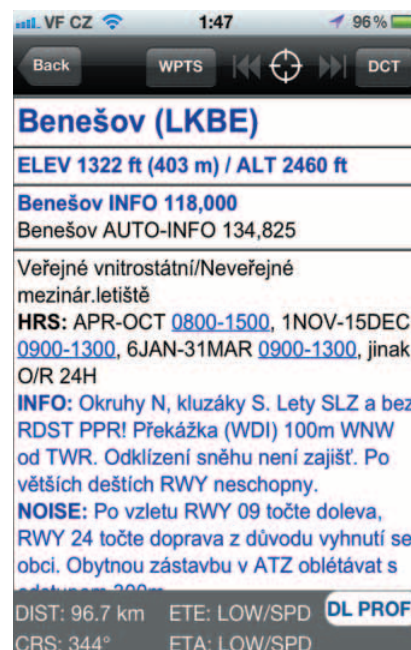 VF CZ 1:47 96%
Back WPTS DCT
Benešov (LKBE)
ELEV 1322 ft (403 m) / ALT 2460 ft
Benešov INFO 118,000
Benešov AUTO-INFO 134,825
Veřejné vnitrostátní/Neveřejné
mezinár.letiště
HRS: APR-OCT 0800-1500, 1NOV-15DEC
0900-1300, 6JAN-31MAR 0900-1300, jinak
O/R 24H
INFO: Okruhy N, kluzáky S. Lety SLZ a bez
RDST PPR! Překážka (WDI) 100m WNW
od TWR. Odklízení sněhu není zajišť. Po
větších deštích RWY neschopny.
NOISE: Po vzletu RWY 09 točte doleva,
RWY 24 točte doprava z důvodu vyhnutí se
obci. Obytnou zástavbu v ATZ oblétávat s
DIST: 96.7 km ETE: LOW/SPD DL PROF
CRS: 344° ETA: LOW/SPD